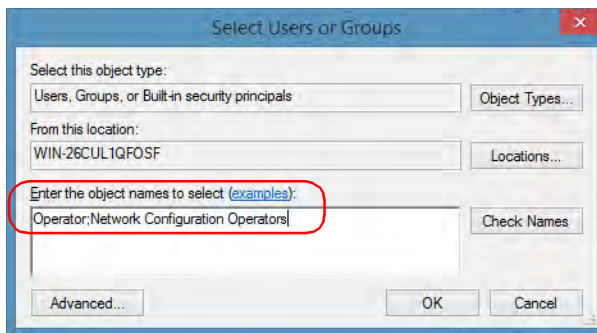 Select Users or Groups
Select this object type:
Users, Groups, or Built-in security principals
Object Types...
From this location:
WIN-26CUL1QFOSF
Locations...
Enter the object names to select (examples):
Operator;Network Configuration Operators
Check Names
Advanced...
OK
Cancel